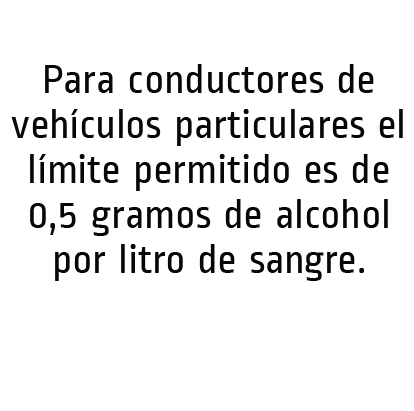 Para conductores de
vehículos particulares el
límite permitido es de
0,5 gramos de alcohol
por litro de sangre.